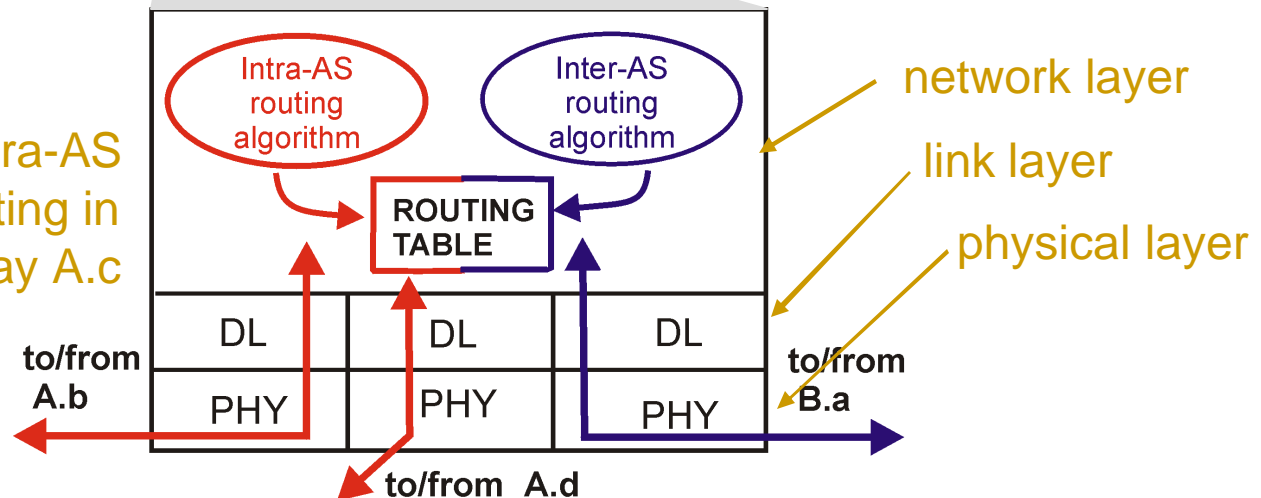 Intra-AS
routing
algorithm
Inter-AS
routing
algorithm
network layer
link layer
physical layer
ra-AS
ting in
ay A.c
ROUTING
TABLE
DL
DL
DL
PHY
PHY
PHY
to/from
A.b
to/from
B.a
to/from A.d